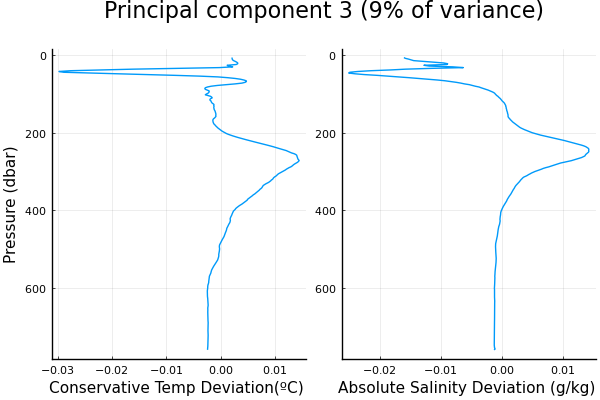 Principal component 3 (9% of variance)
Pressure (dbar)
0
200
400
600
−0.03 −0.02 −0.01 0.00 0.01
Conservative Temp Deviation(ºC)
0
200
400
600
−0.02 −0.01 0.00 0.01
Absolute Salinity Deviation (g/kg)